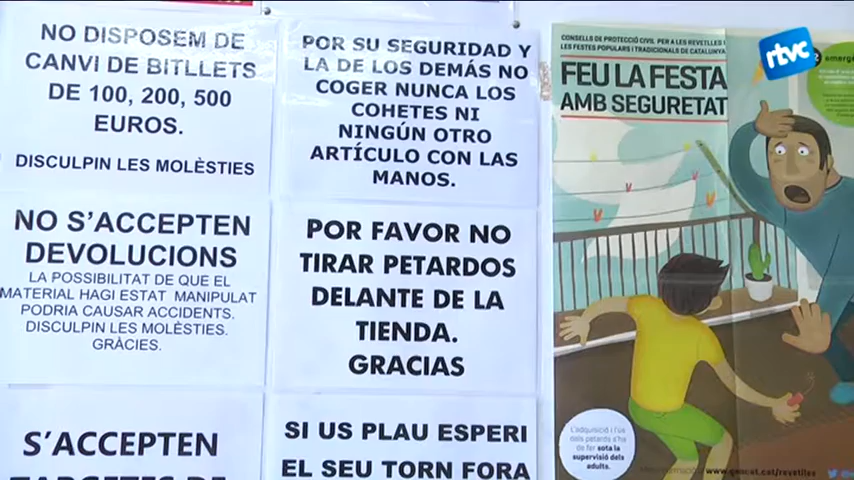 NO DISPOSEM DE
CANVI DE BITLLETS
DE 100, 200, 500
EUROS.
DISCULPIN LES MOLÈSTIES
POR SU SEGURIDAD Y
LA DE LOS DEMÁS NO
COGER NUNCA LOS
COHETES NI
NINGÚN OTRO
ARTÍCULO CON LAS
MANOS.
NO S'ACCEPTEN
DEVOLUCIONS
LA POSSIBILITAT DE QUE EL
MATERIAL HAGI ESTAT MANIPULAT
PODRIA CAUSAR ACCIDENTS.
DISCULPIN LES MOLÈSTIES.
GRÀCIES.
POR FAVOR NO
TIRAR PETARDOS
DELANTE DE LA
TIENDA.
GRACIAS
S'ACCEPTEN
TARGETES DE
SI US PLAU ESPERI
EL SEU TORN FORA
CONSELLS DE PROTECCIÓ CIVIL PER A LES REVETLLES I
LES FESTES POPULARS I TRADICIONALS DE CATALUNYA
FEU LA FESTA
AMB SEGURETAT
rtvc
L'adquisició i l'ús
dels petards s'ha
de fer sota la
supervisió dels
adults.
www.gencat.cat/revetlles